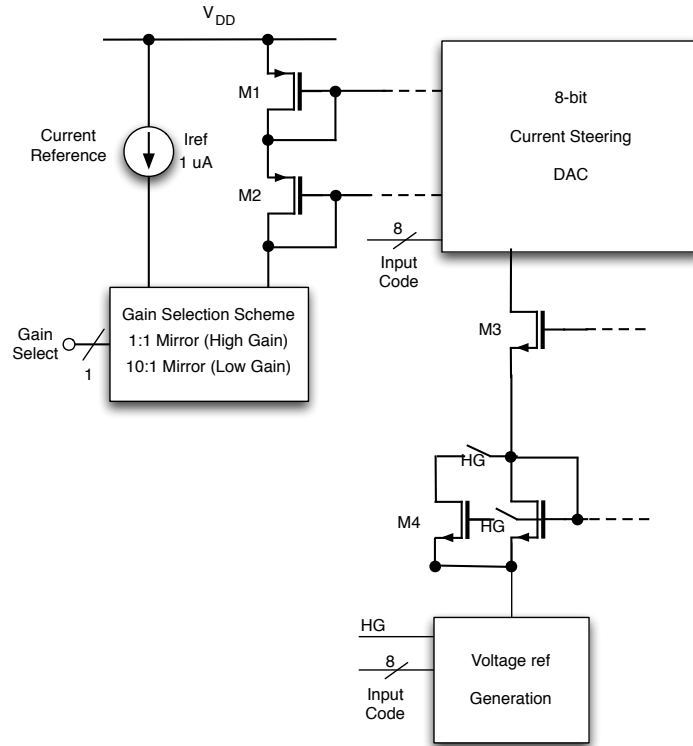 VDD
M1
Current
Reference
Iref
1 uA
M2
8-bit
Current Steering
DAC
8
Input
Code
Gain
Select
1
Gain Selection Scheme
1:1 Mirror (High Gain)
10:1 Mirror (Low Gain)
M3
HG
M4
HG
HG
8
Input
Code
Voltage ref
Generation